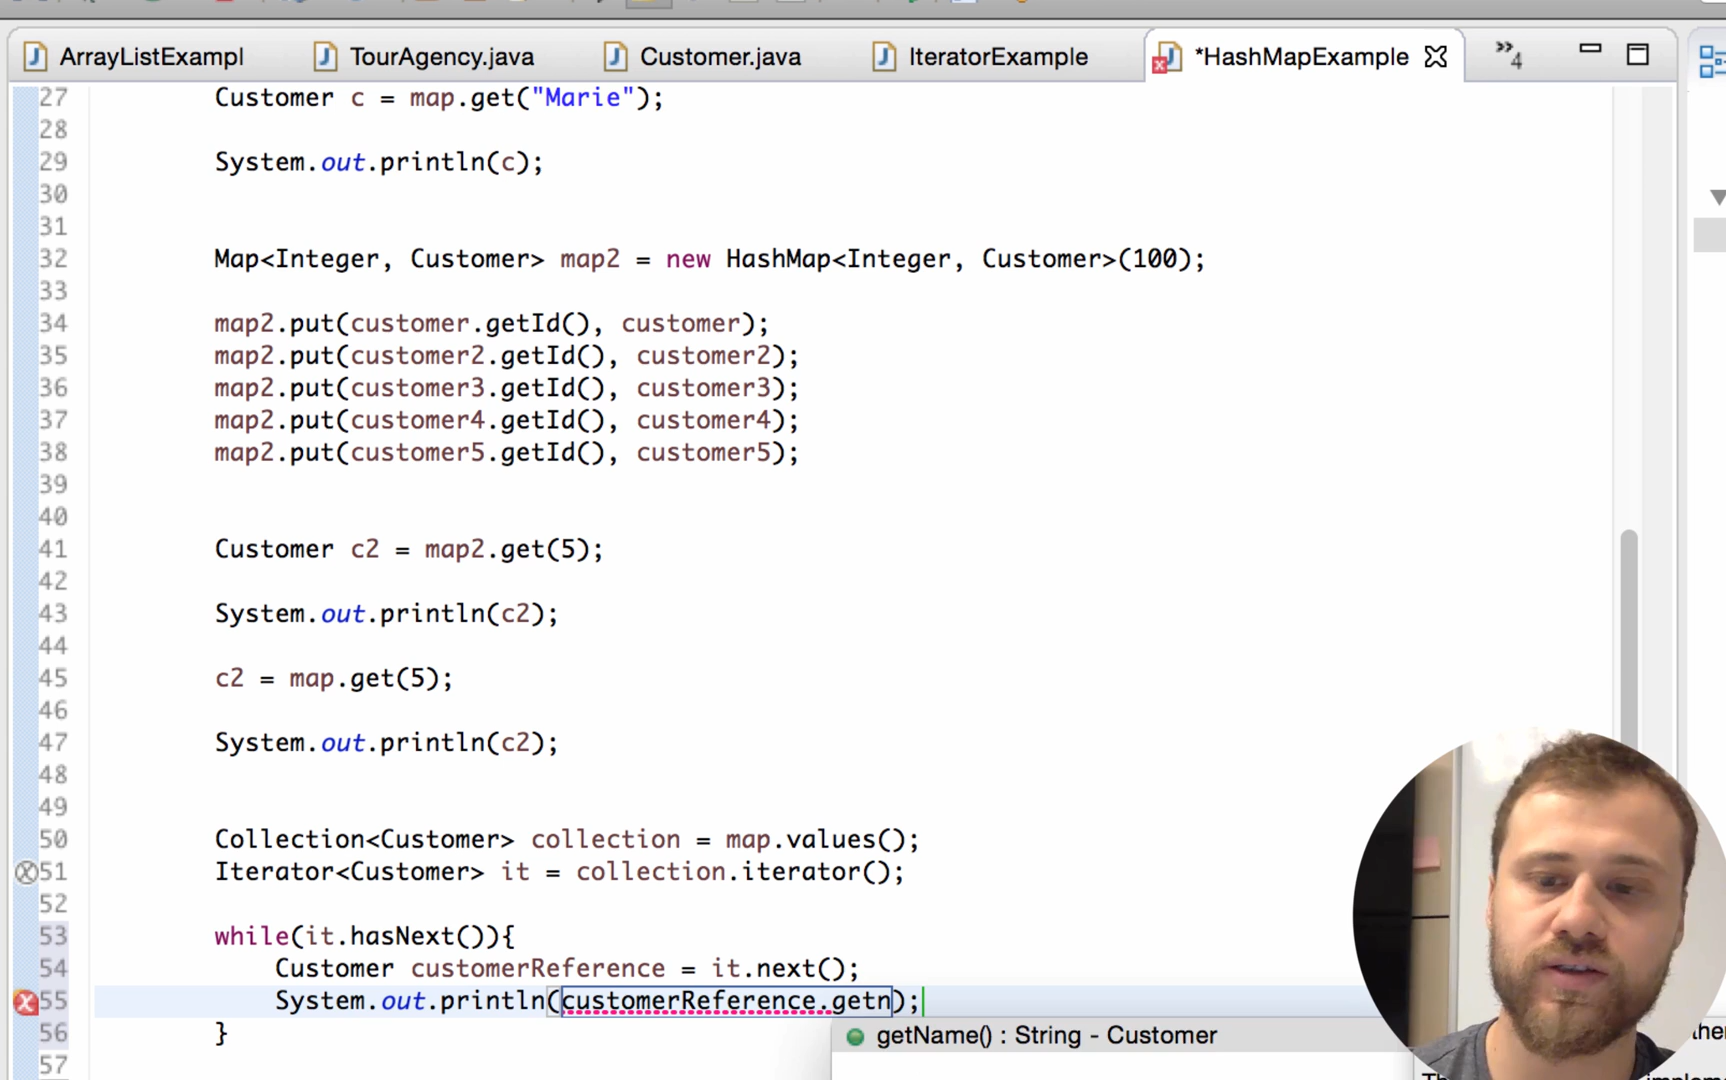 ArrayListExampl TourAgency.java Customer.java IteratorExample *HashMapExample »4
27 Customer c = map.get("Marie");
28
29 System.out.println(c);
30
31
32 Map<Integer, Customer> map2 = new HashMap<Integer, Customer>(100);
33
34 map2.put(customer.getId(), customer);
35 map2.put(customer2.getId(), customer2);
36 map2.put(customer3.getId(), customer3);
37 map2.put(customer4.getId(), customer4);
38 map2.put(customer5.getId(), customer5);
39
40
41 Customer c2 = map2.get(5);
42
43 System.out.println(c2);
44
45 c2 = map.get(5);
46
47 System.out.println(c2);
48
49
50 Collection<Customer> collection = map.values();
51 Iterator<Customer> it = collection.iterator();
52
53 while(it.hasNext()){
54 Customer customerReference = it.next();
55 System.out.println(customerReference.getn);
56 }
getName() : String - Customer
57